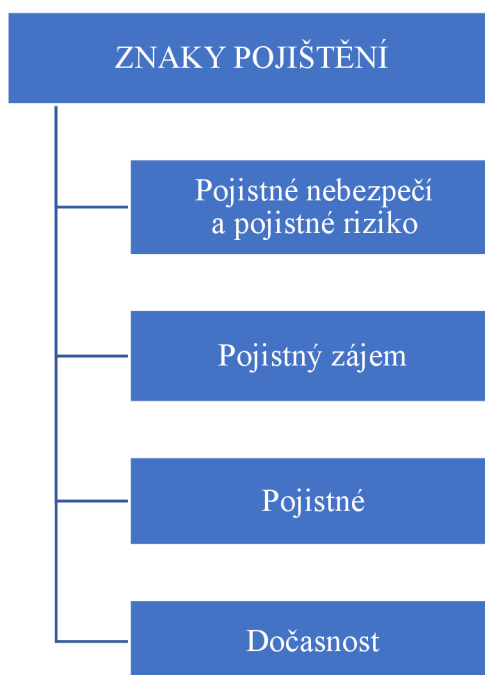 ZNAKY POJIŠTĚNÍ
Pojistné nebezpečí
a pojistné riziko
Pojistný zájem
Pojistné
Dočasnost